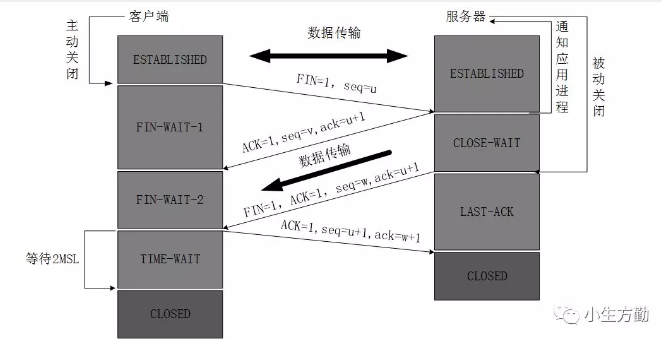 客户端
服务器
主动关闭
数据传输
通知应用进程
被动关闭
ESTABLISHED
ESTABLISHED
FIN=1, seq=u
FIN-WAIT-1
ACK=1,seq=v,ack=u+1
CLOSE-WAIT
数据传输
FIN-WAIT-2
FIN=1, ACK=1, seq=w,ack=u+1
LAST-ACK
ACK=1,seq=u+1,ack=w+1
等待2MSL
TIME-WAIT
CLOSED
CLOSED
小生方勤